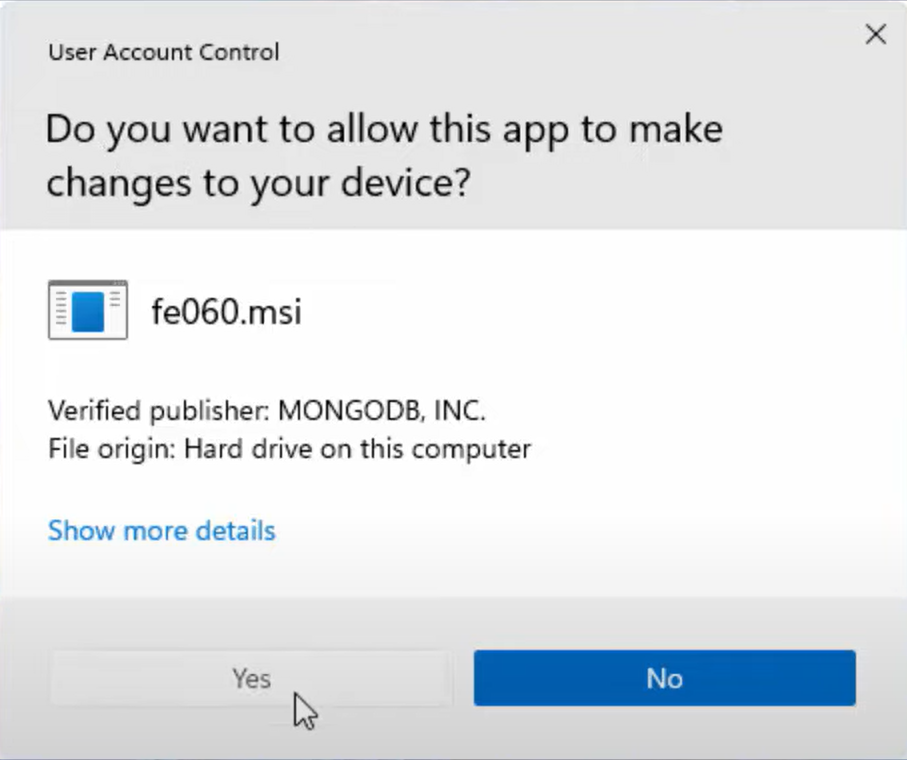 User Account Control
Do you want to allow this app to make
changes to your device?
fe060.msi
Verified publisher: MONGODB, INC.
File origin: Hard drive on this computer
Show more details
Yes
No